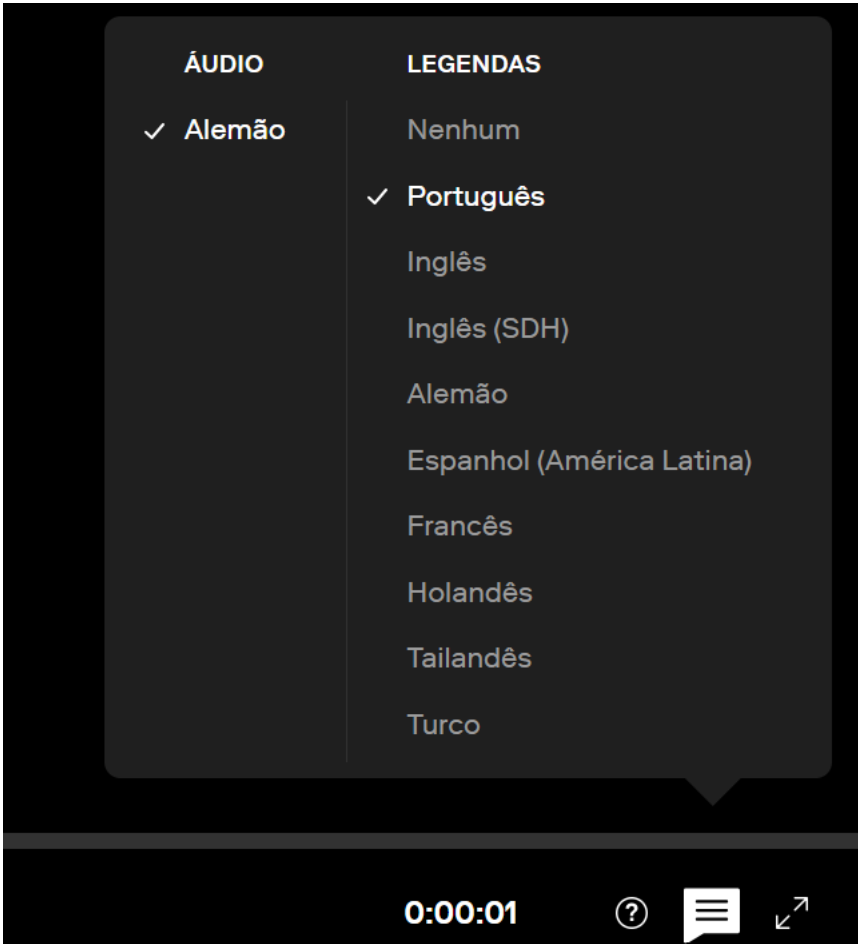 ÁUDIO
Alemão
LEGENDAS
Nenhum
Português
Inglês
Inglês (SDH)
Alemão
Espanhol (América Latina)
Francês
Holandês
Tailandês
Turco
0:00:01
?